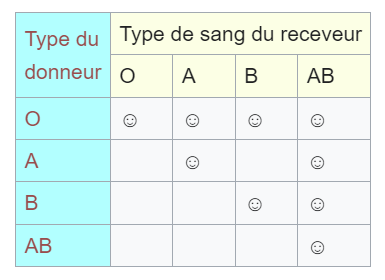 Type du donneur
Type de sang du receveur
O A B AB
O ☺ ☺ ☺ ☺
A ☺ ☺
B ☺ ☺
AB ☺